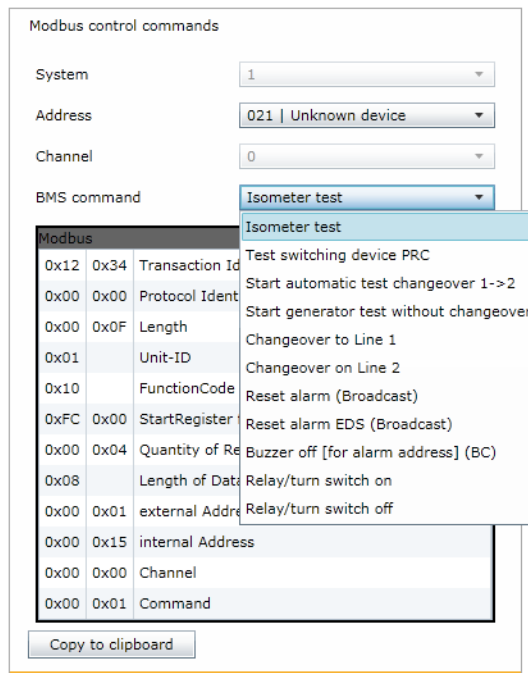 Modbus control commands
System 1
Address 021 | Unknown device
Channel 0
BMS command Isometer test
Isometer test
Test switching device PRC
Start automatic test changeover 1->2
Start generator test without changeover
Changeover to Line 1
Changeover on Line 2
Reset alarm (Broadcast)
Reset alarm EDS (Broadcast)
Buzzer off [for alarm address] (BC)
Relay/turn switch on
Relay/turn switch off
Modbus
0x12 0x34 Transaction Id
0x00 0x00 Protocol Ident
0x00 0x0F Length
0x01 Unit-ID
0x10 FunctionCode
0xFC 0x00 StartRegister
0x00 0x04 Quantity of Re
0x08 Length of Data
0x00 0x01 external Addre
0x00 0x15 internal Address
0x00 0x00 Channel
0x00 0x01 Command
Copy to clipboard